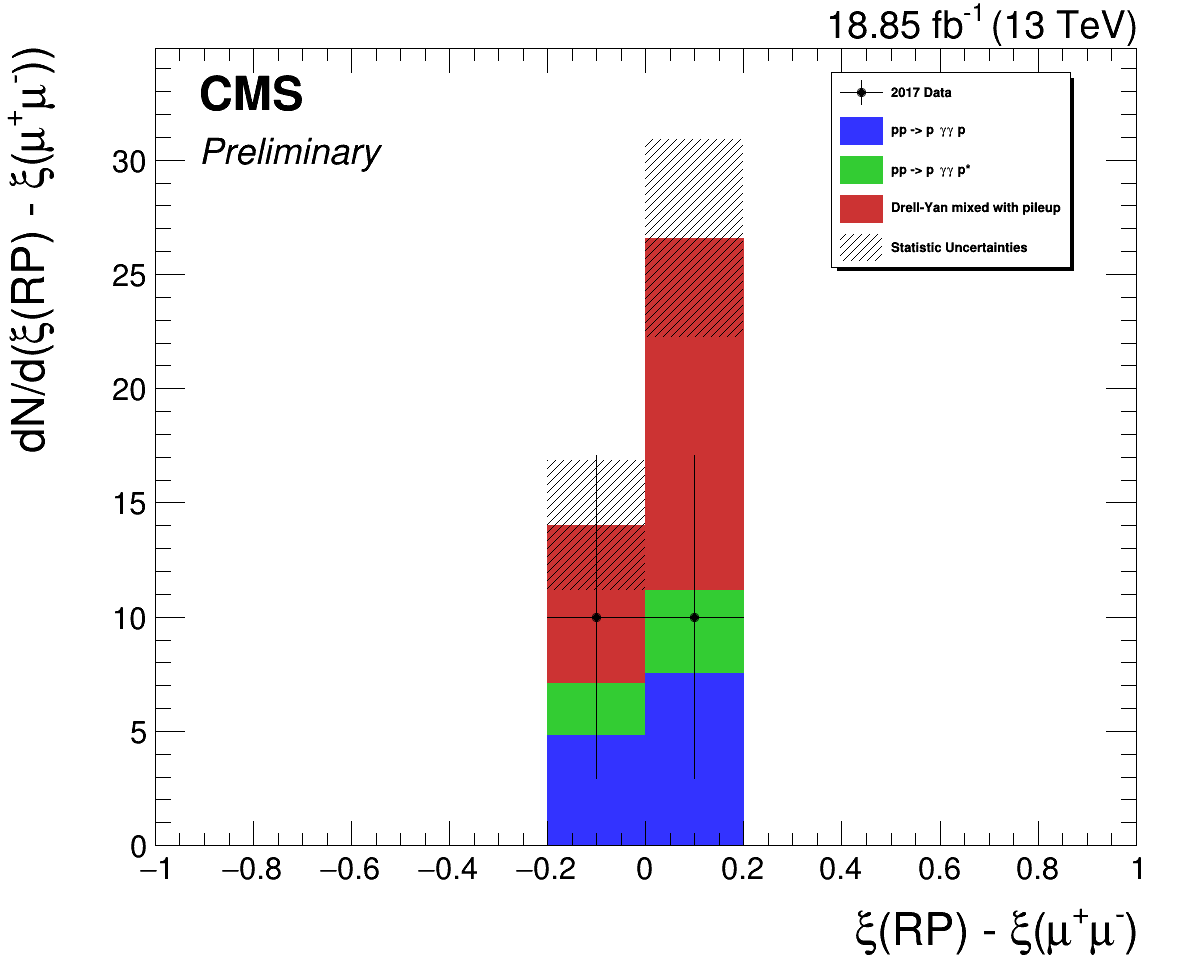 18.85 fb⁻¹ (13 TeV)
CMS
Preliminary
2017 Data
pp -> p γγ p
pp -> p γγ p*
Drell-Yan mixed with pileup
Statistic Uncertainties
dN/d(ξ(RP) - ξ(μ⁺μ⁻))
30
25
20
15
10
5
0
−1 −0.8 −0.6 −0.4 −0.2 0 0.2 0.4 0.6 0.8 1
ξ(RP) - ξ(μ⁺μ⁻)